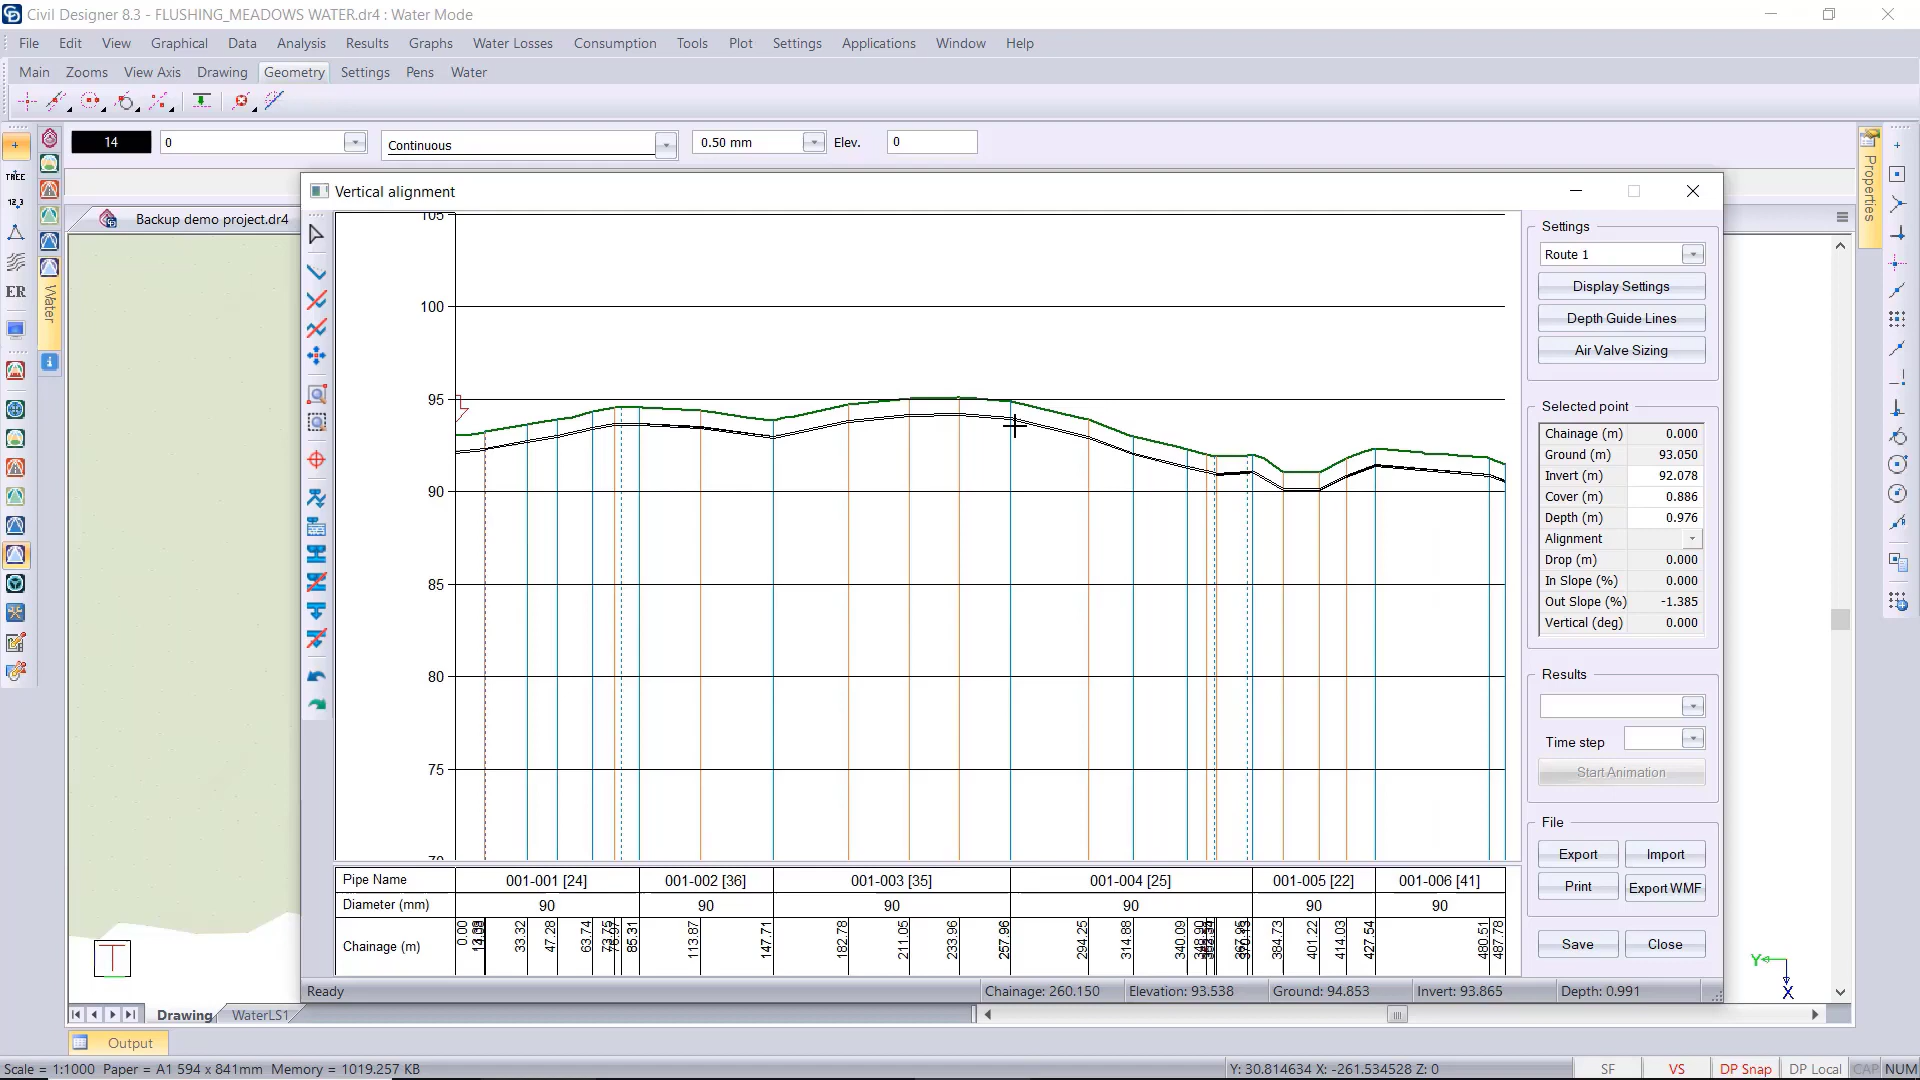 Civil Designer 8.3 - FLUSHING_MEADOWS WATER.dr4 : Water Mode
File Edit View Graphical Data Analysis Results Graphs Water Losses Consumption Tools Plot Settings Applications Window Help
Main Zooms View Axis Drawing Geometry Settings Pens Water
14 0 Continuous 0.50 mm Elev. 0
TREE
ER
Water
Properties
Backup demo project.dr4
Vertical alignment
105
100
95
90
85
80
75
70
Settings
Route 1
Display Settings
Depth Guide Lines
Air Valve Sizing
Selected point
Chainage (m) 0.000
Ground (m) 93.050
Invert (m) 92.078
Cover (m) 0.886
Depth (m) 0.976
Alignment
Drop (m) 0.000
In Slope (%) 0.000
Out Slope (%) -1.385
Vertical (deg) 0.000
Results
Time step
Start Animation
File
Export Import
Print Export WMF
Save Close
Pipe Name 001-001 [24] 001-002 [36] 001-003 [35] 001-004 [25] 001-005 [22] 001-006 [41]
Diameter (mm) 90 90 90 90 90 90
Chainage (m) 0.00 33.32 47.28 63.74 85.31 113.87 147.71 182.78 211.05 233.96 257.96 294.25 314.88 340.09 384.73 401.22 414.03 427.54 480.51 487.78
Ready Chainage: 260.150 Elevation: 93.538 Ground: 94.853 Invert: 93.865 Depth: 0.991
T
Y
X
Drawing WaterLS1
Output
Scale = 1:1000 Paper = A1 594 x 841mm Memory = 1019.257 KB Y: 30.814634 X: -261.534528 Z: 0 SF VS DP Snap DP Local CAP NUM